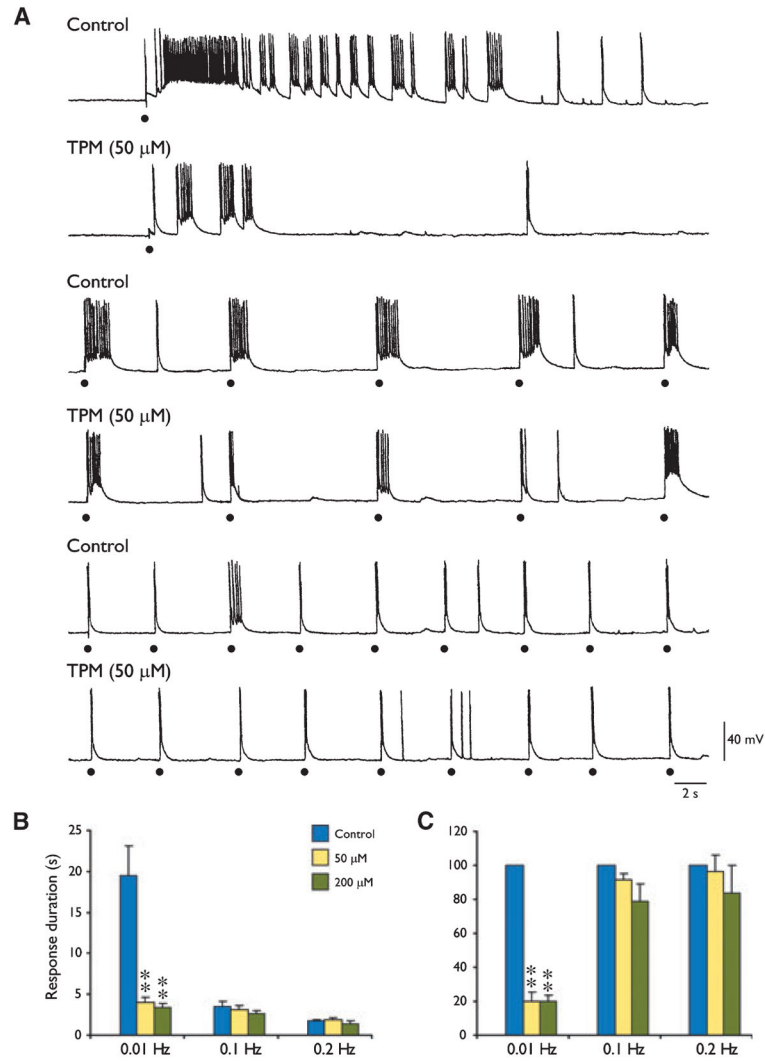 A
Control
TPM (50 μM)
Control
TPM (50 μM)
Control
TPM (50 μM)
40 mV
2 s
B
Response duration (s)
25
20
15
10
5
0
0.01 Hz
0.1 Hz
0.2 Hz
Control
50 μM
200 μM
**
**
C
120
100
80
60
40
20
0
0.01 Hz
0.1 Hz
0.2 Hz
**
**